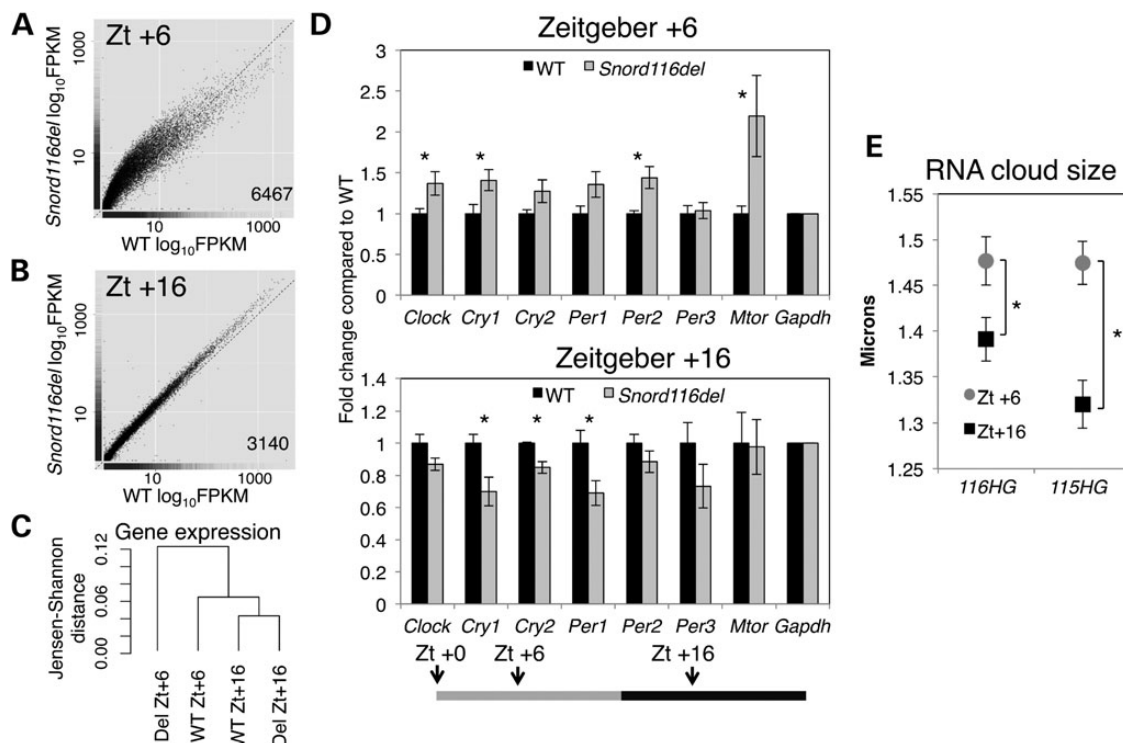 A
Zt +6
Snord116del log10FPKM
1000
10
6467
10
1000
WT log10FPKM
B
Zt +16
Snord116del log10FPKM
1000
10
3140
10
1000
WT log10FPKM
C
Gene expression
Jensen-Shannon
distance
0.12
0.06
0.00
Del Zt+6
WT Zt+6
WT Zt+16
Del Zt+16
D
Zeitgeber +6
Fold change compared to WT
3
2.5
2
1.5
1
0.5
0
WT Snord116del
* * * *
Clock Cry1 Cry2 Per1 Per2 Per3 Mtor Gapdh
Zeitgeber +16
1.4
1.2
1
0.8
0.6
0.4
0.2
0
WT Snord116del
* * *
Clock Cry1 Cry2 Per1 Per2 Per3 Mtor Gapdh
Zt +0 Zt +6 Zt +16
E
RNA cloud size
Microns
1.55
1.5
1.45
1.4
1.35
1.3
1.25
*
*
Zt +6
Zt+16
116HG 115HG